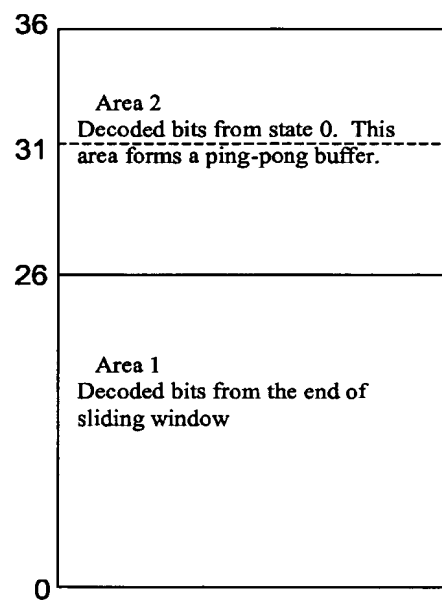 36
Area 2
Decoded bits from state 0. This
31
area forms a ping-pong buffer.
26
Area 1
Decoded bits from the end of
sliding window
0